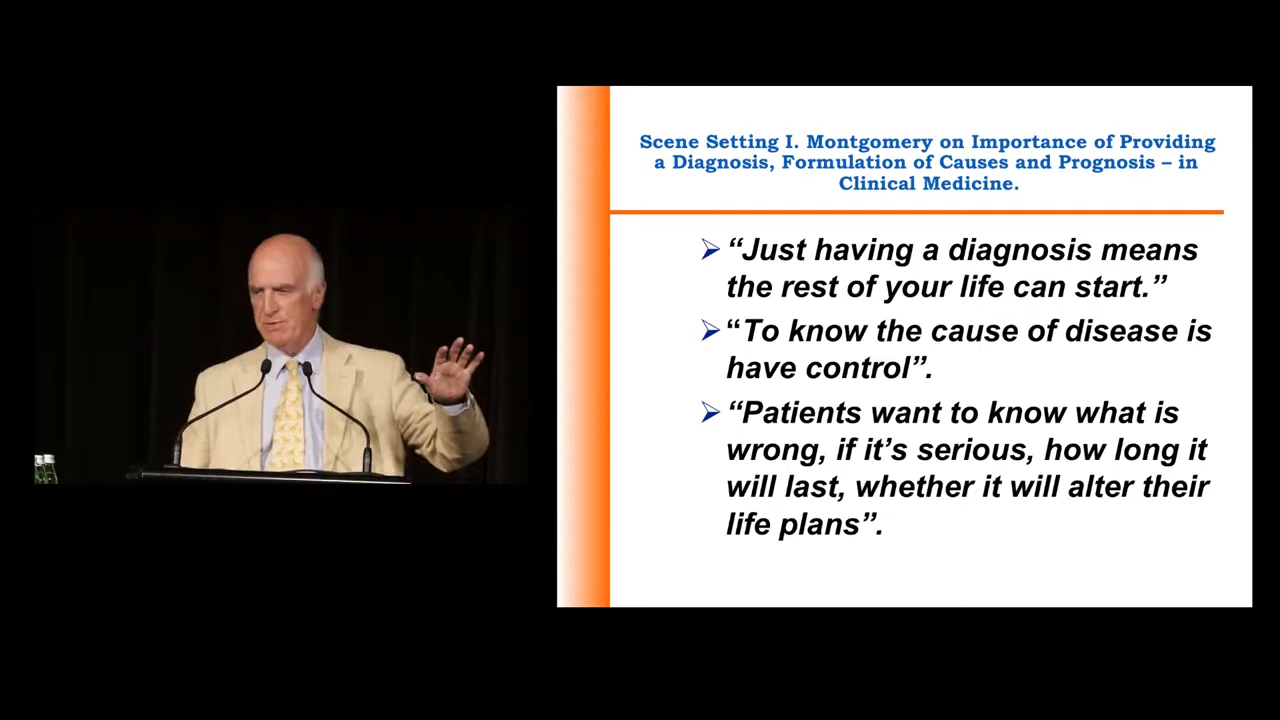 Scene Setting I. Montgomery on Importance of Providing
a Diagnosis, Formulation of Causes and Prognosis – in
Clinical Medicine.
“Just having a diagnosis means
the rest of your life can start.”
“To know the cause of disease is
have control”.
“Patients want to know what is
wrong, if it’s serious, how long it
will last, whether it will alter their
life plans”.